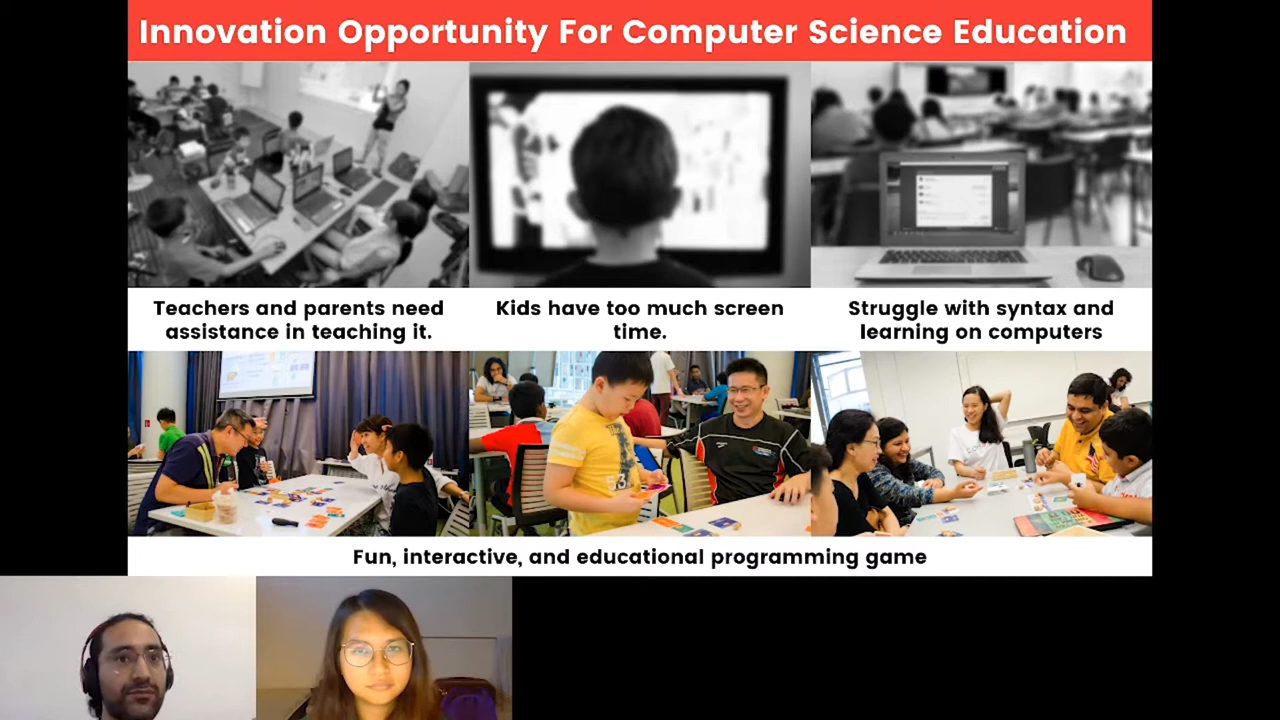 Innovation Opportunity For Computer Science Education
Teachers and parents need
assistance in teaching it.
Kids have too much screen
time.
Struggle with syntax and
learning on computers
Fun, interactive, and educational programming game